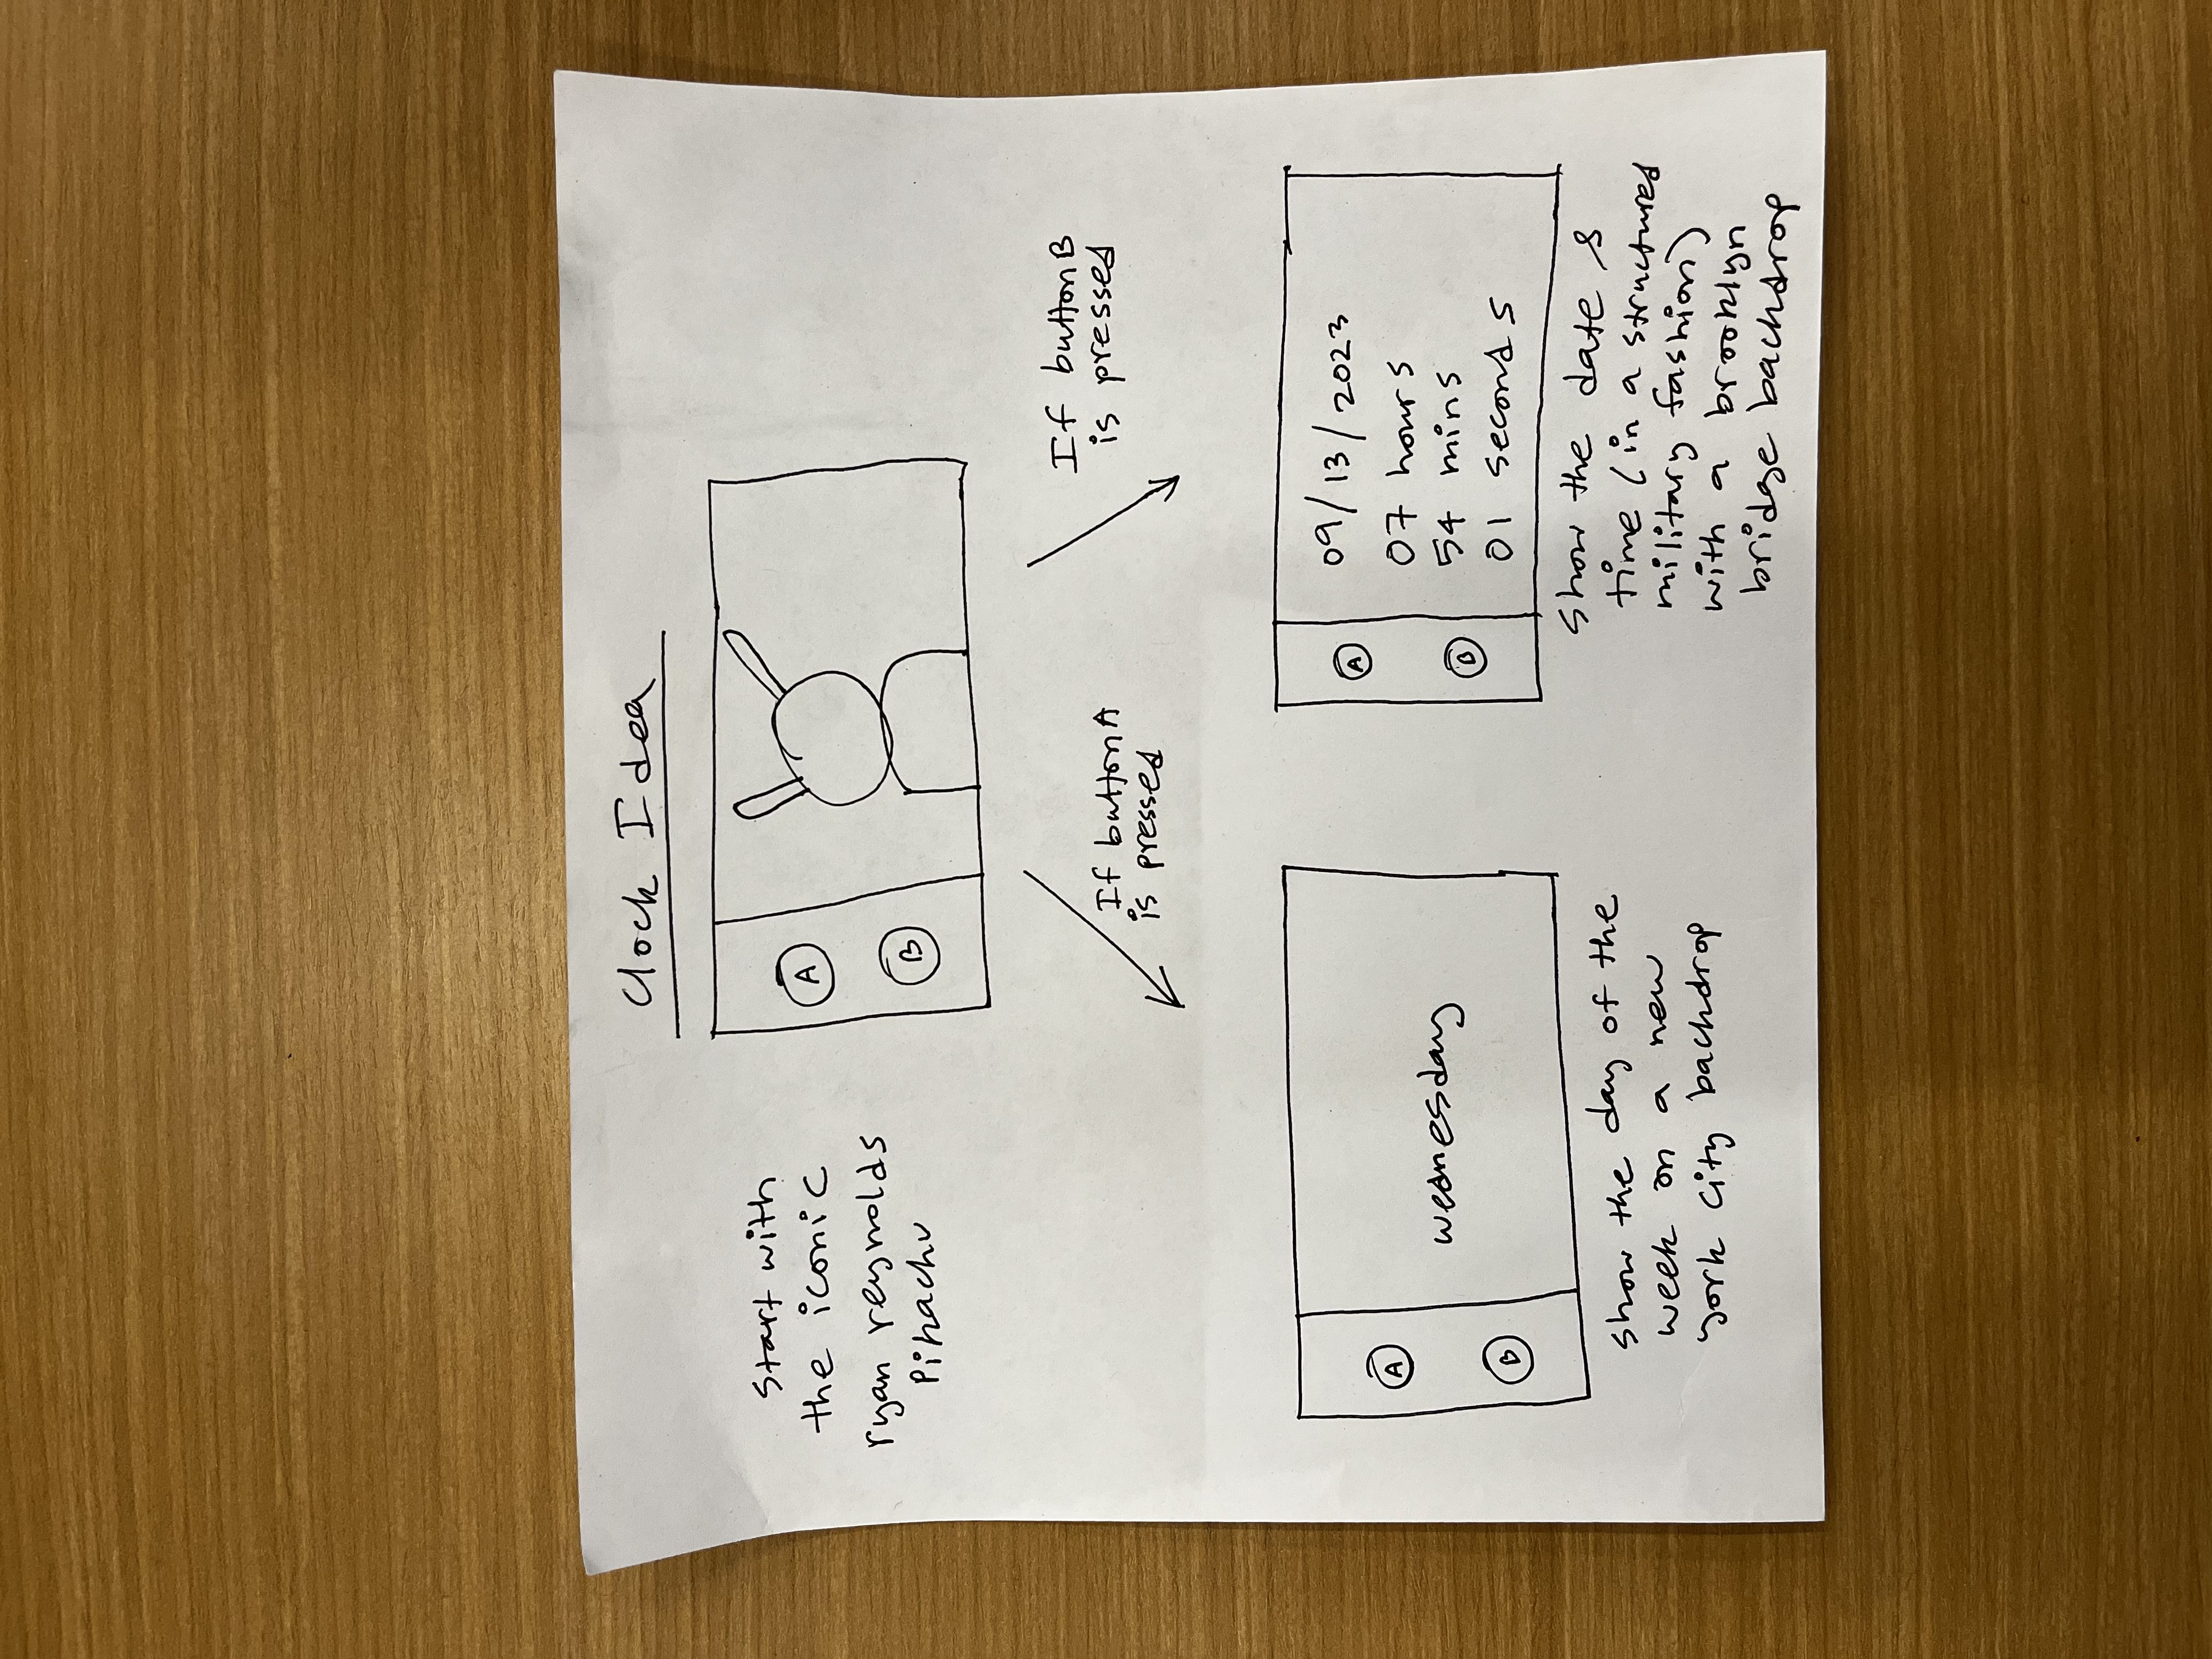 Clock Idea
Start with
the iconic
ryan reynolds
Pikachu
A
B
If button A
is pressed
If button B
is pressed
A
B
wednesday
show the day of the
week on a new
york city backdrop
A
B
09/13/2023
07 hours
54 mins
01 seconds
show the date &
time (in a structured
military fashion)
with a brooklyn
bridge backdrop